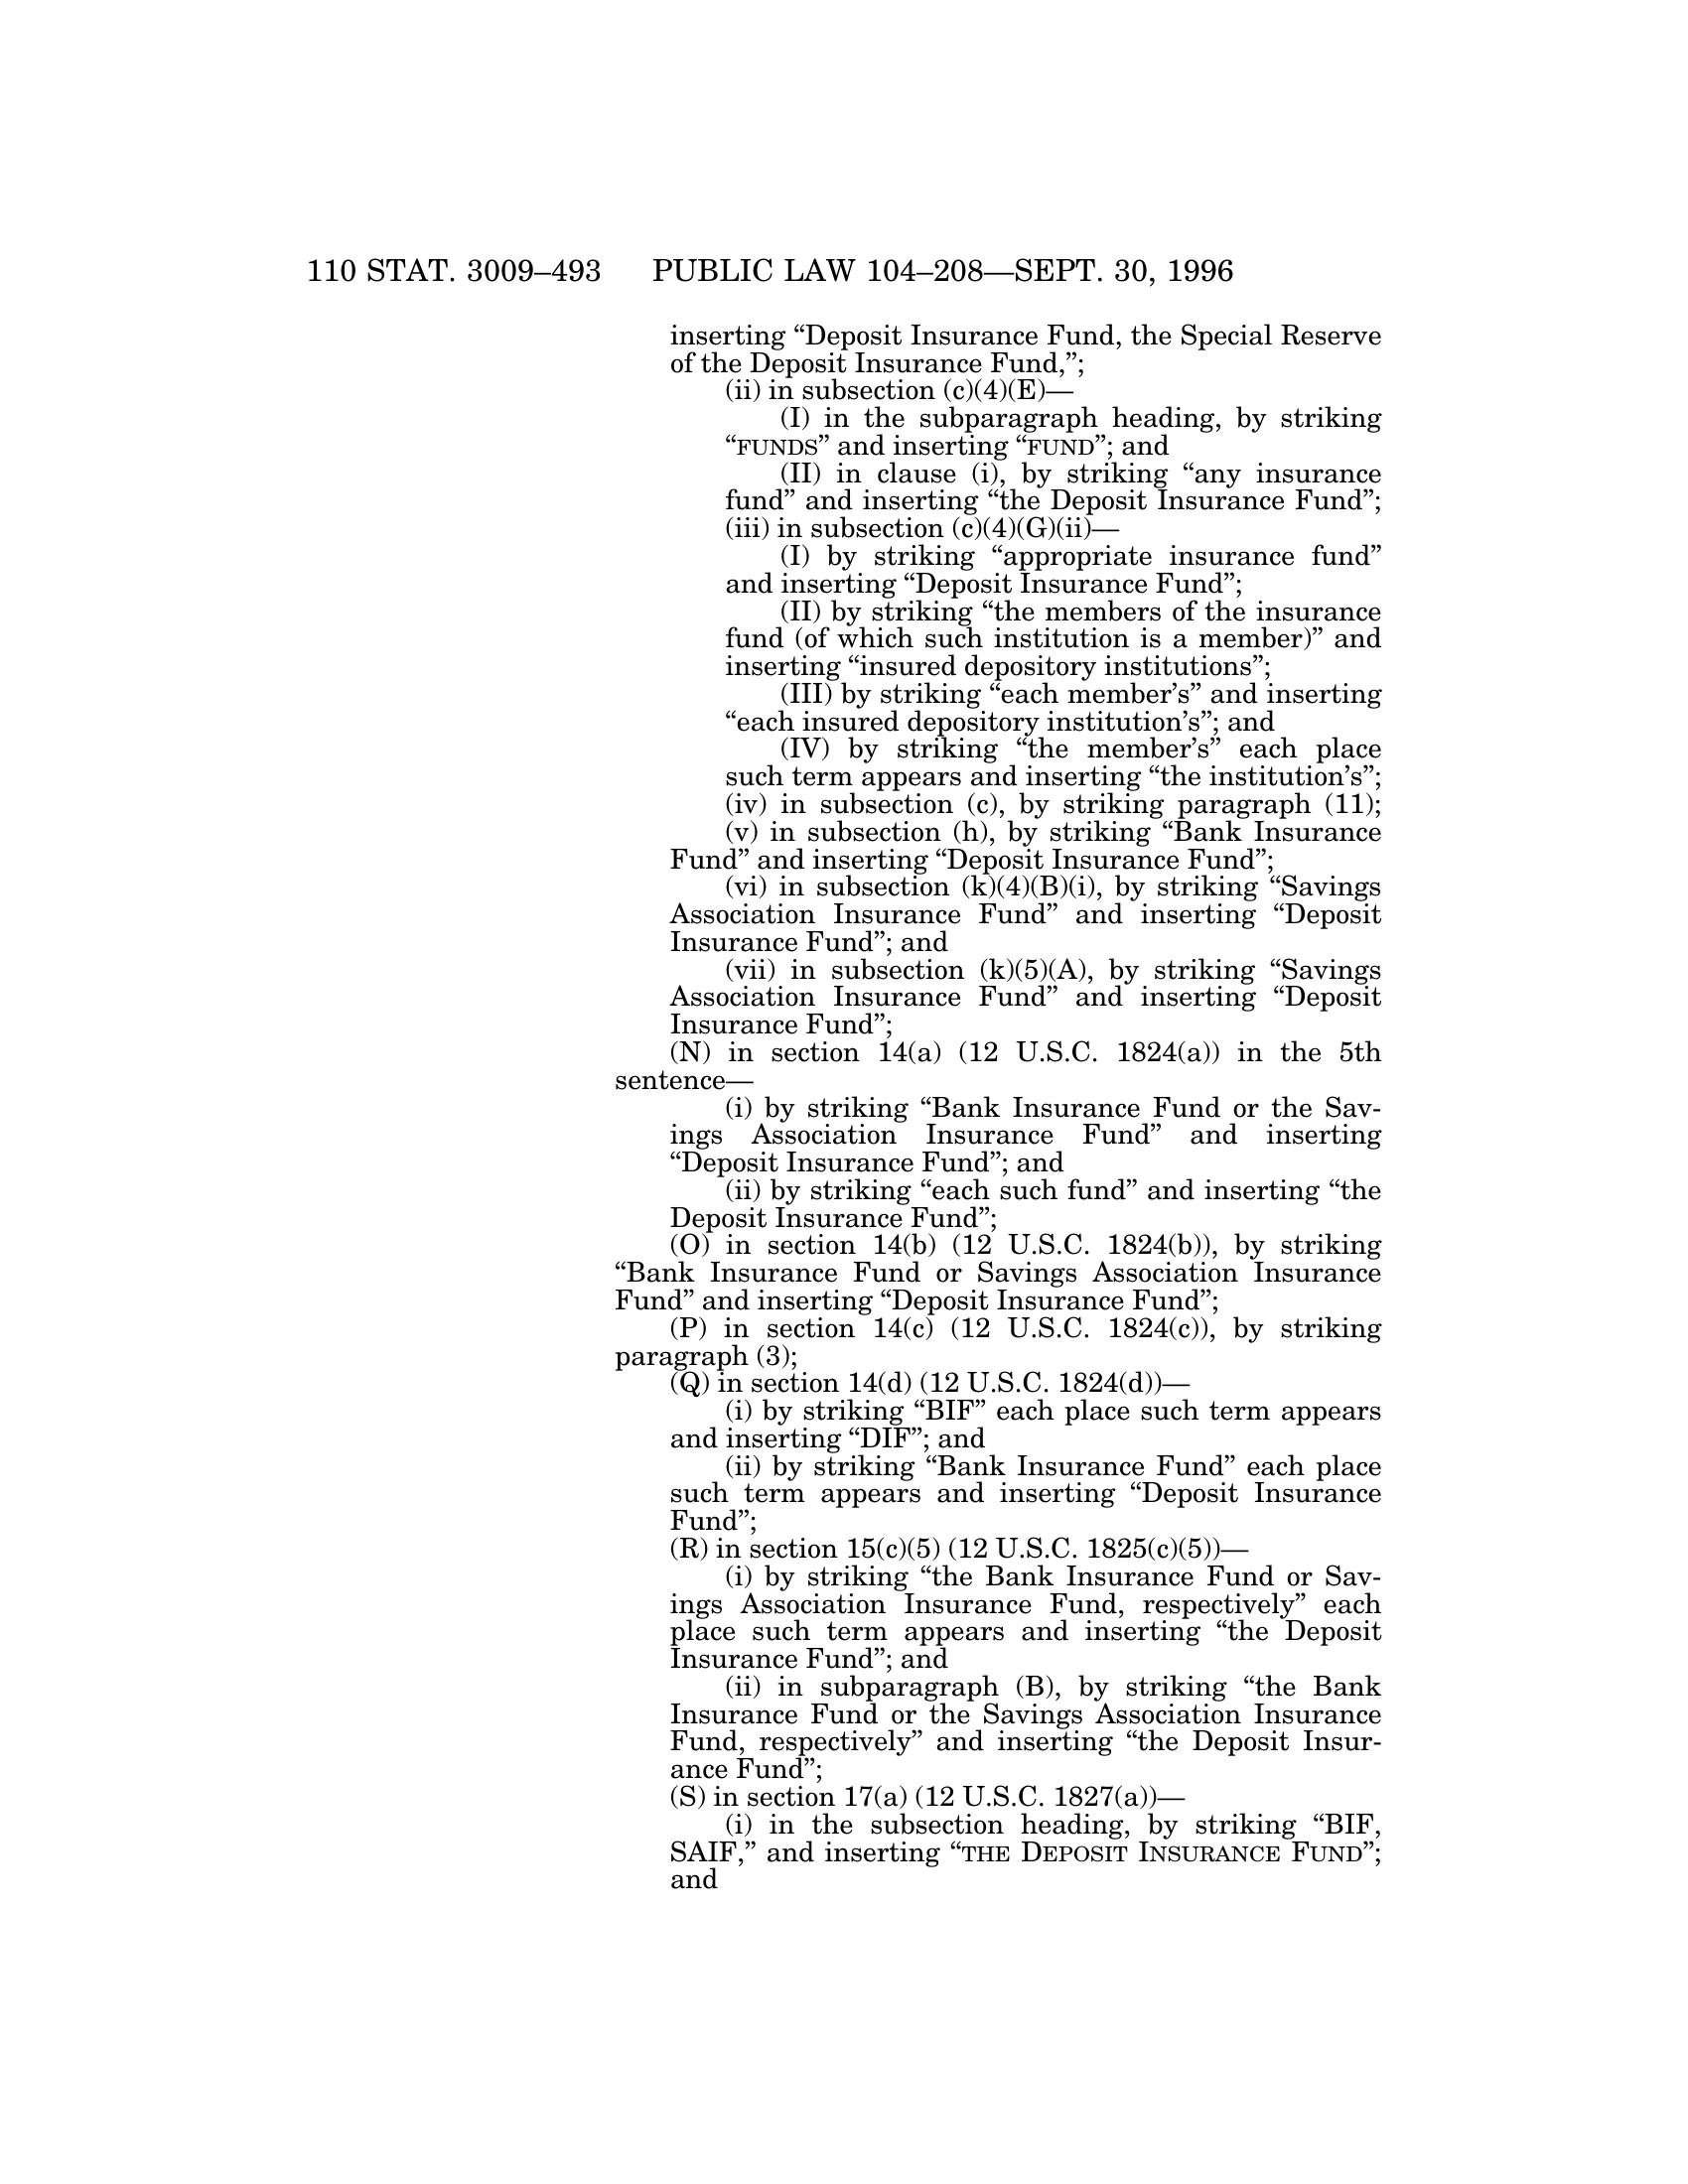 110 STAT. 3009–493 PUBLIC LAW 104–208—SEPT. 30, 1996
inserting “Deposit Insurance Fund, the Special Reserve
of the Deposit Insurance Fund,”;
(ii) in subsection (c)(4)(E)—
(I) in the subparagraph heading, by striking
“FUNDS” and inserting “FUND”; and
(II) in clause (i), by striking “any insurance
fund” and inserting “the Deposit Insurance Fund”;
(iii) in subsection (c)(4)(G)(ii)—
(I) by striking “appropriate insurance fund”
and inserting “Deposit Insurance Fund”;
(II) by striking “the members of the insurance
fund (of which such institution is a member)” and
inserting “insured depository institutions”;
(III) by striking “each member’s” and inserting
“each insured depository institution’s”; and
(IV) by striking “the member’s” each place
such term appears and inserting “the institution’s”;
(iv) in subsection (c), by striking paragraph (11);
(v) in subsection (h), by striking “Bank Insurance
Fund” and inserting “Deposit Insurance Fund”;
(vi) in subsection (k)(4)(B)(i), by striking “Savings
Association Insurance Fund” and inserting “Deposit
Insurance Fund”; and
(vii) in subsection (k)(5)(A), by striking “Savings
Association Insurance Fund” and inserting “Deposit
Insurance Fund”;
(N) in section 14(a) (12 U.S.C. 1824(a)) in the 5th
sentence—
(i) by striking “Bank Insurance Fund or the Sav-
ings Association Insurance Fund” and inserting
“Deposit Insurance Fund”; and
(ii) by striking “each such fund” and inserting “the
Deposit Insurance Fund”;
(O) in section 14(b) (12 U.S.C. 1824(b)), by striking
“Bank Insurance Fund or Savings Association Insurance
Fund” and inserting “Deposit Insurance Fund”;
(P) in section 14(c) (12 U.S.C. 1824(c)), by striking
paragraph (3);
(Q) in section 14(d) (12 U.S.C. 1824(d))—
(i) by striking “BIF” each place such term appears
and inserting “DIF”; and
(ii) by striking “Bank Insurance Fund” each place
such term appears and inserting “Deposit Insurance
Fund”;
(R) in section 15(c)(5) (12 U.S.C. 1825(c)(5))—
(i) by striking “the Bank Insurance Fund or Sav-
ings Association Insurance Fund, respectively” each
place such term appears and inserting “the Deposit
Insurance Fund”; and
(ii) in subparagraph (B), by striking “the Bank
Insurance Fund or the Savings Association Insurance
Fund, respectively” and inserting “the Deposit Insur-
ance Fund”;
(S) in section 17(a) (12 U.S.C. 1827(a))—
(i) in the subsection heading, by striking “BIF,
SAIF,” and inserting “THE DEPOSIT INSURANCE FUND”;
and